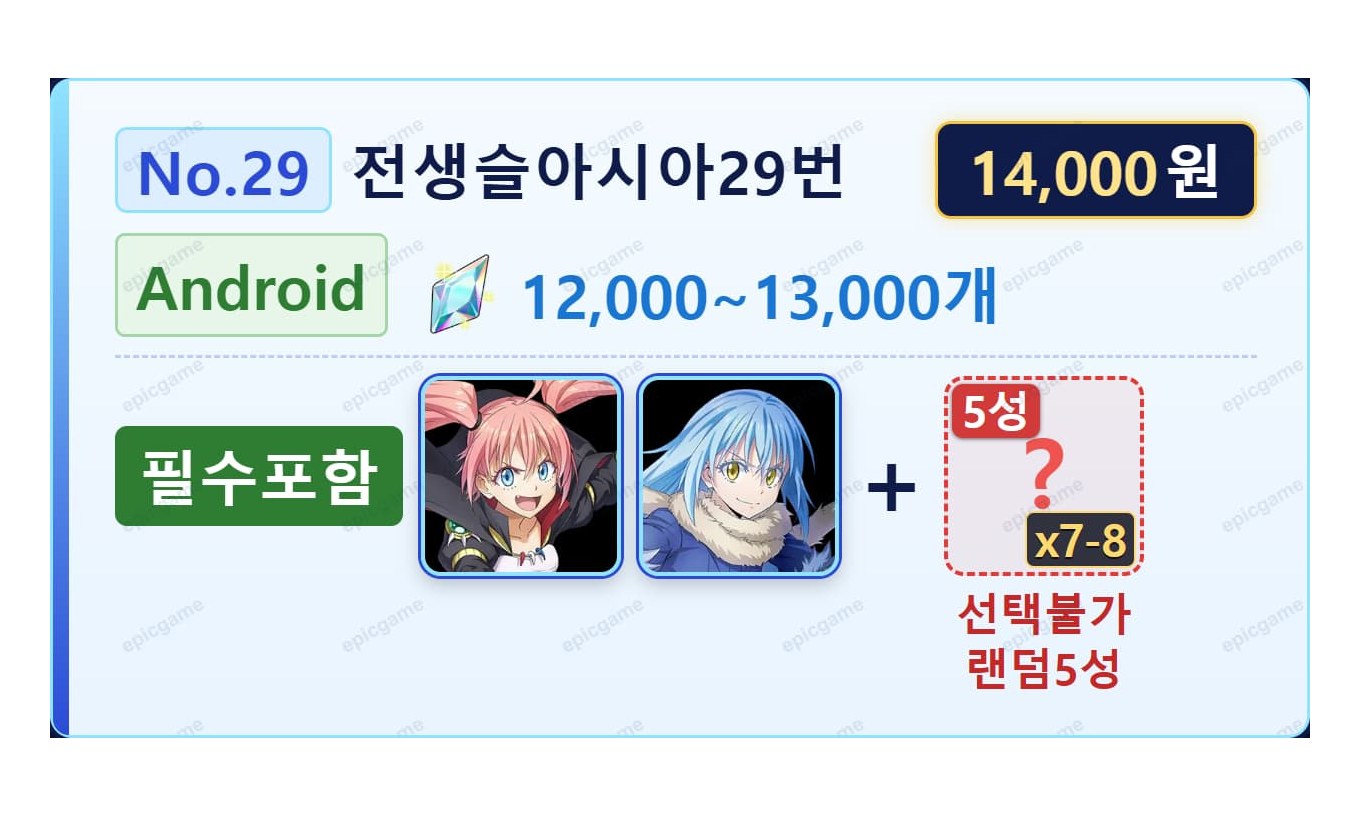 No.29 전생슬아시아29번 14,000원
Android 12,000~13,000개
필수포함 + 5성 ? x7-8
선택불가
랜덤5성
epicgame